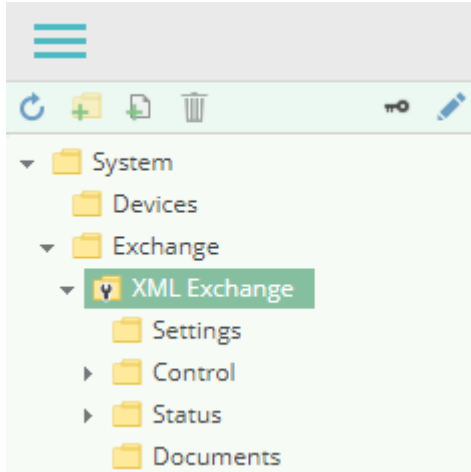 System
Devices
Exchange
XML Exchange
Settings
Control
Status
Documents